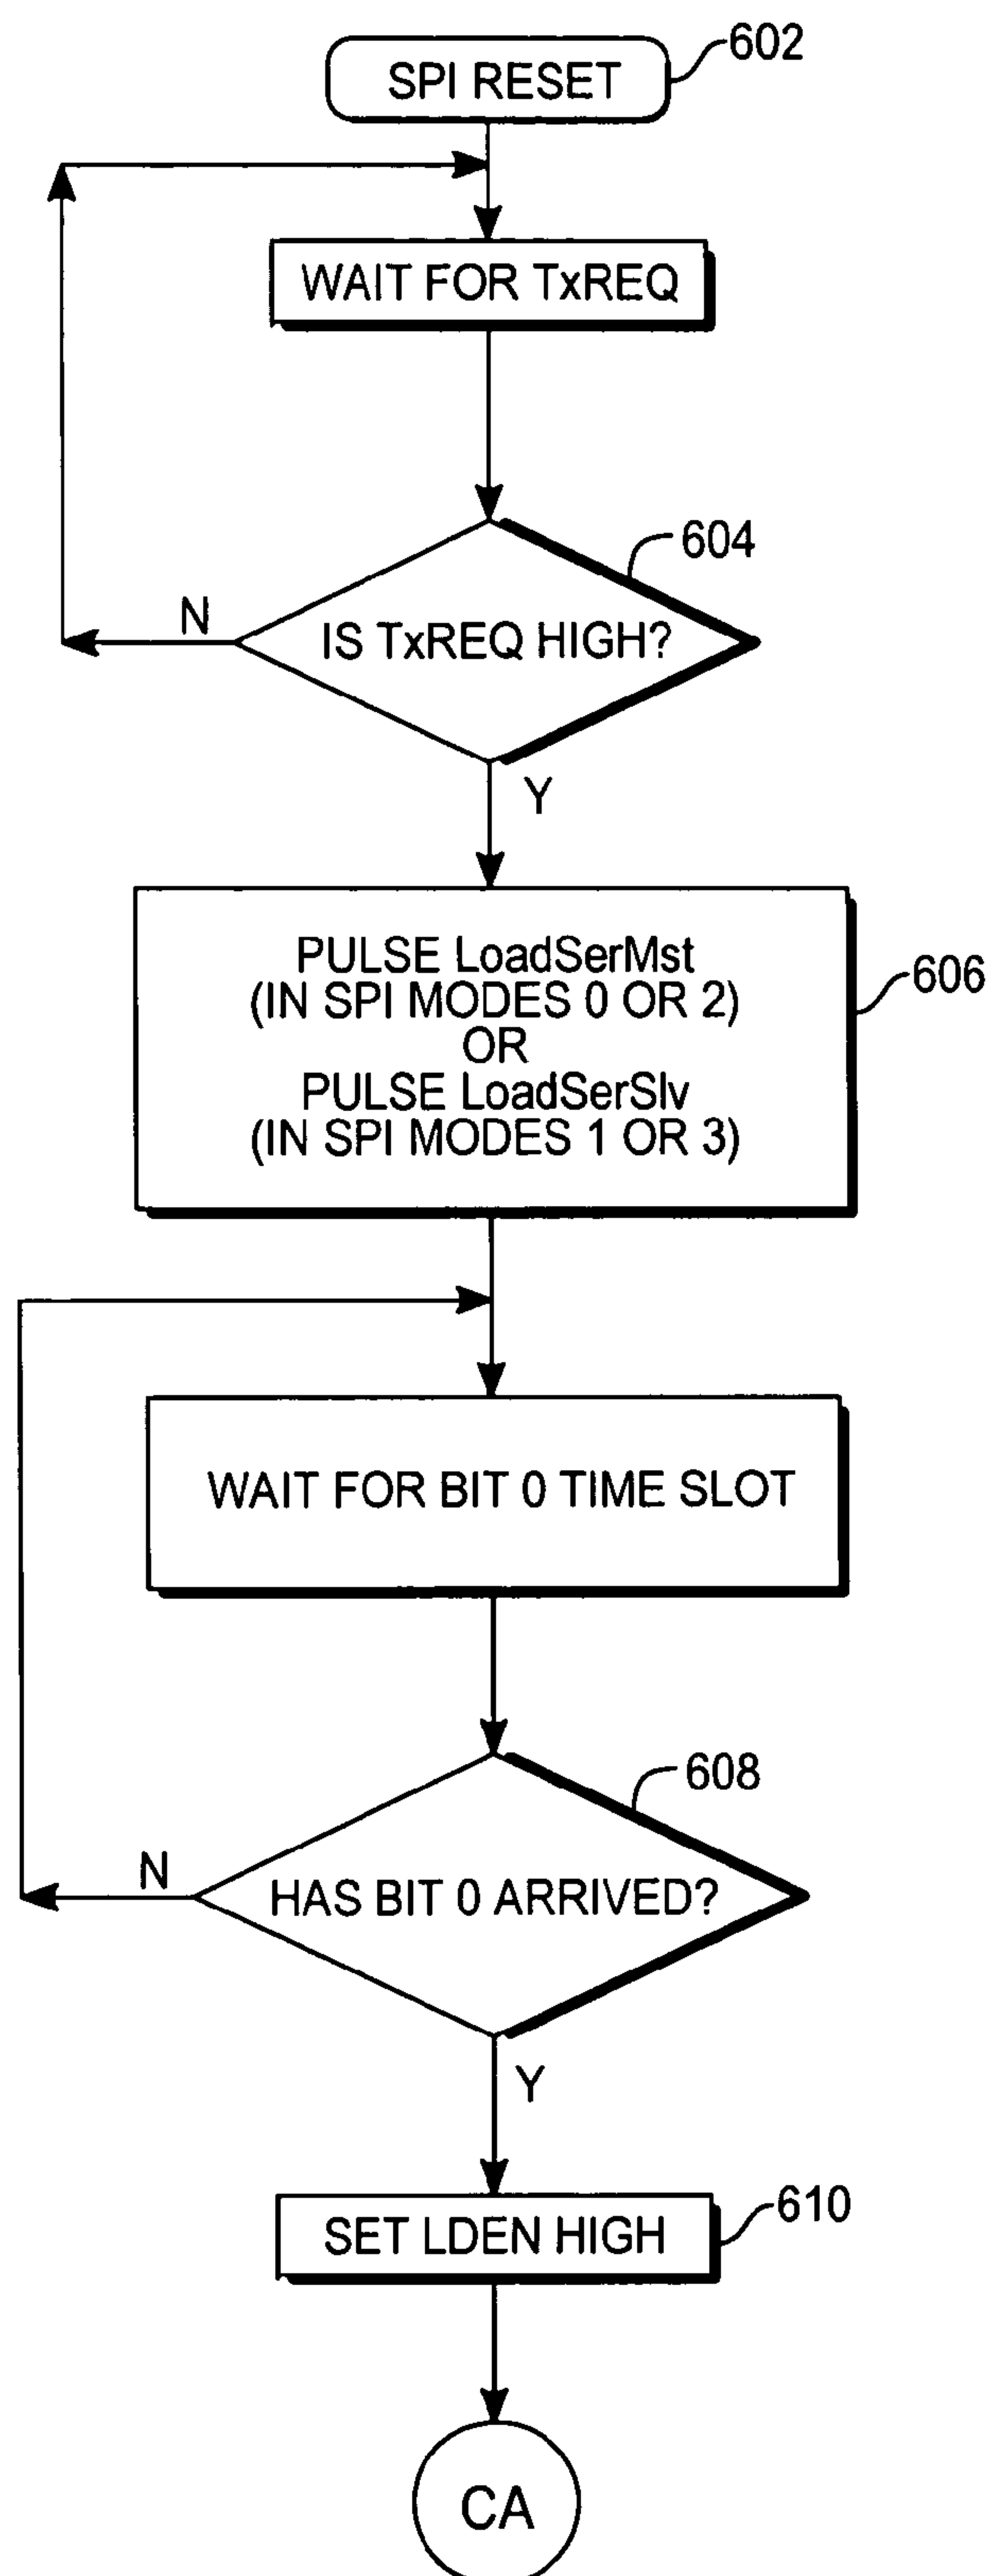 SPI RESET
602
WAIT FOR TxREQ
604
IS TxREQ HIGH?
N
Y
PULSE LoadSerMst
(IN SPI MODES 0 OR 2)
OR
PULSE LoadSerSlv
(IN SPI MODES 1 OR 3)
606
WAIT FOR BIT 0 TIME SLOT
608
HAS BIT 0 ARRIVED?
N
Y
SET LDEN HIGH
610
CA